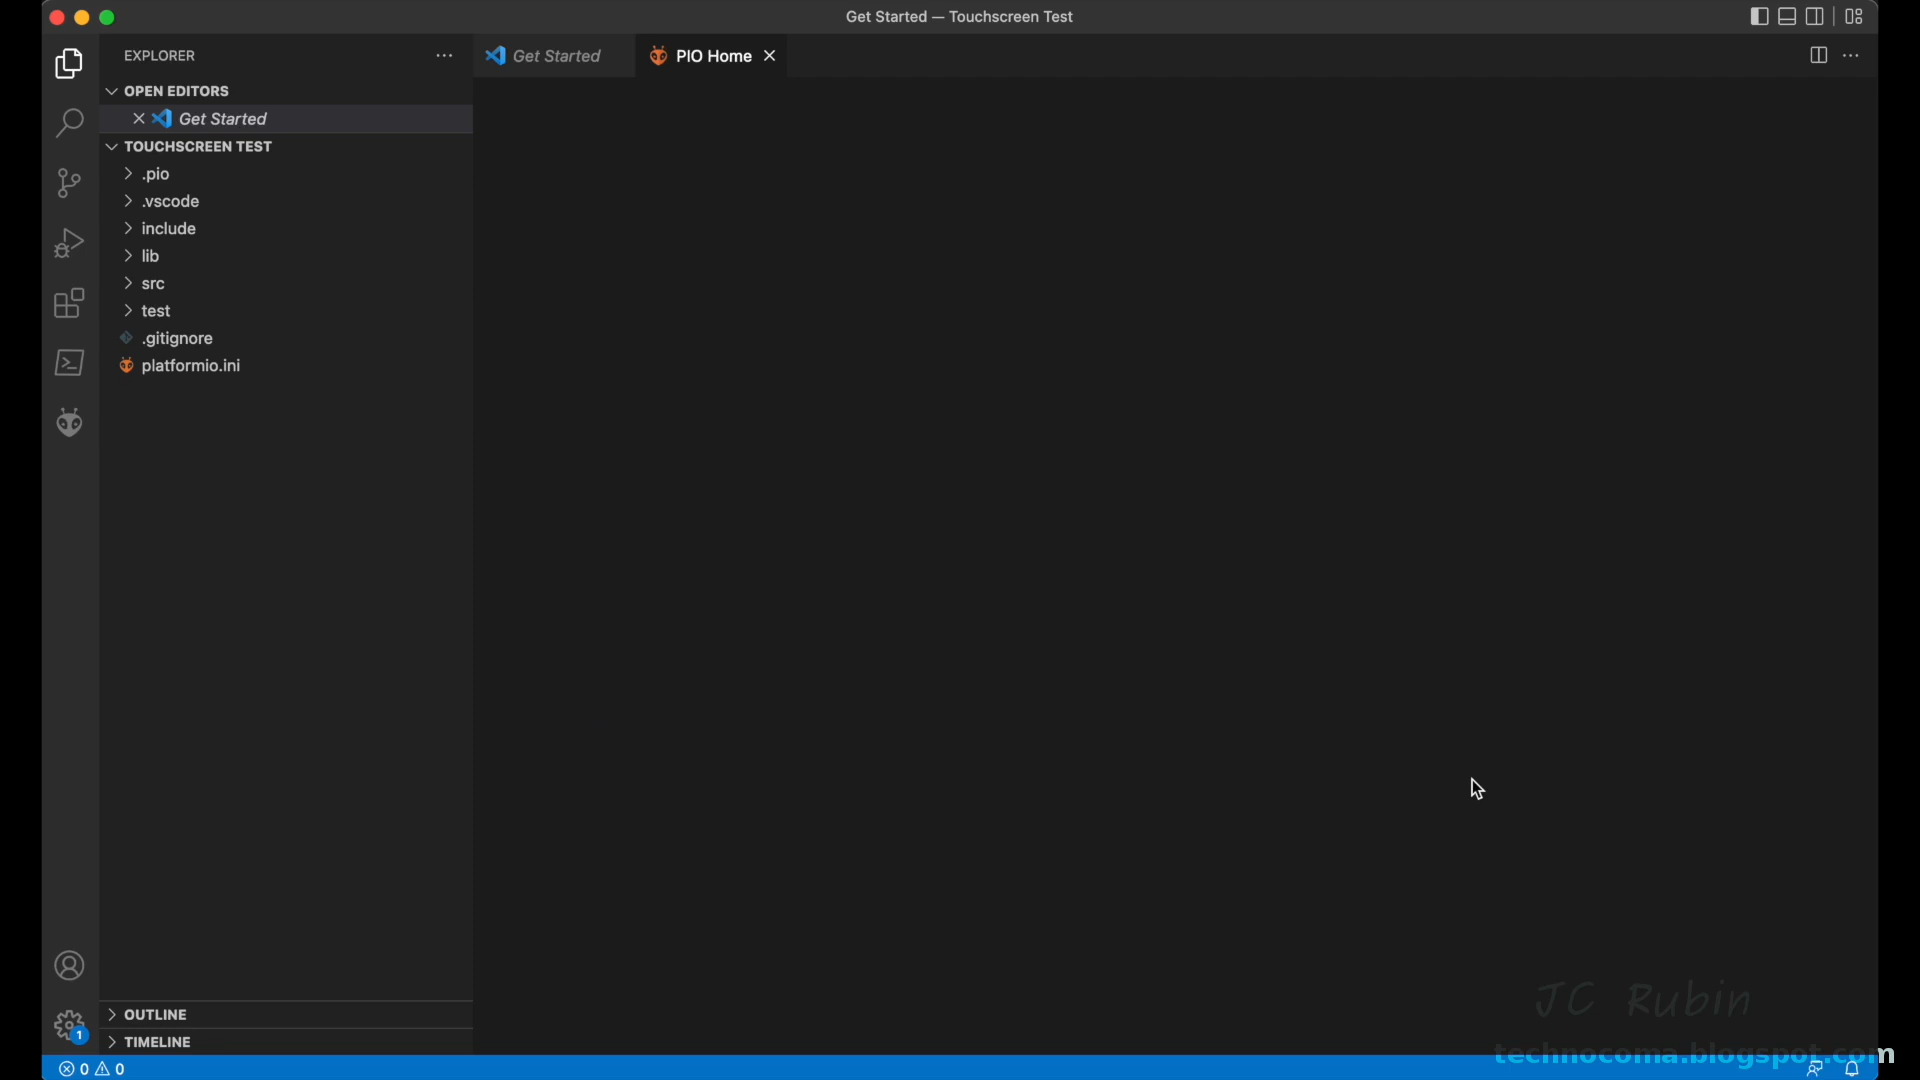 Get Started — Touchscreen Test
EXPLORER
Get Started
PIO Home
OPEN EDITORS
Get Started
TOUCHSCREEN TEST
.pio
.vscode
include
lib
src
test
.gitignore
platformio.ini
JC Rubin
OUTLINE
1
TIMELINE
technocoma.blogspot.com
0 0